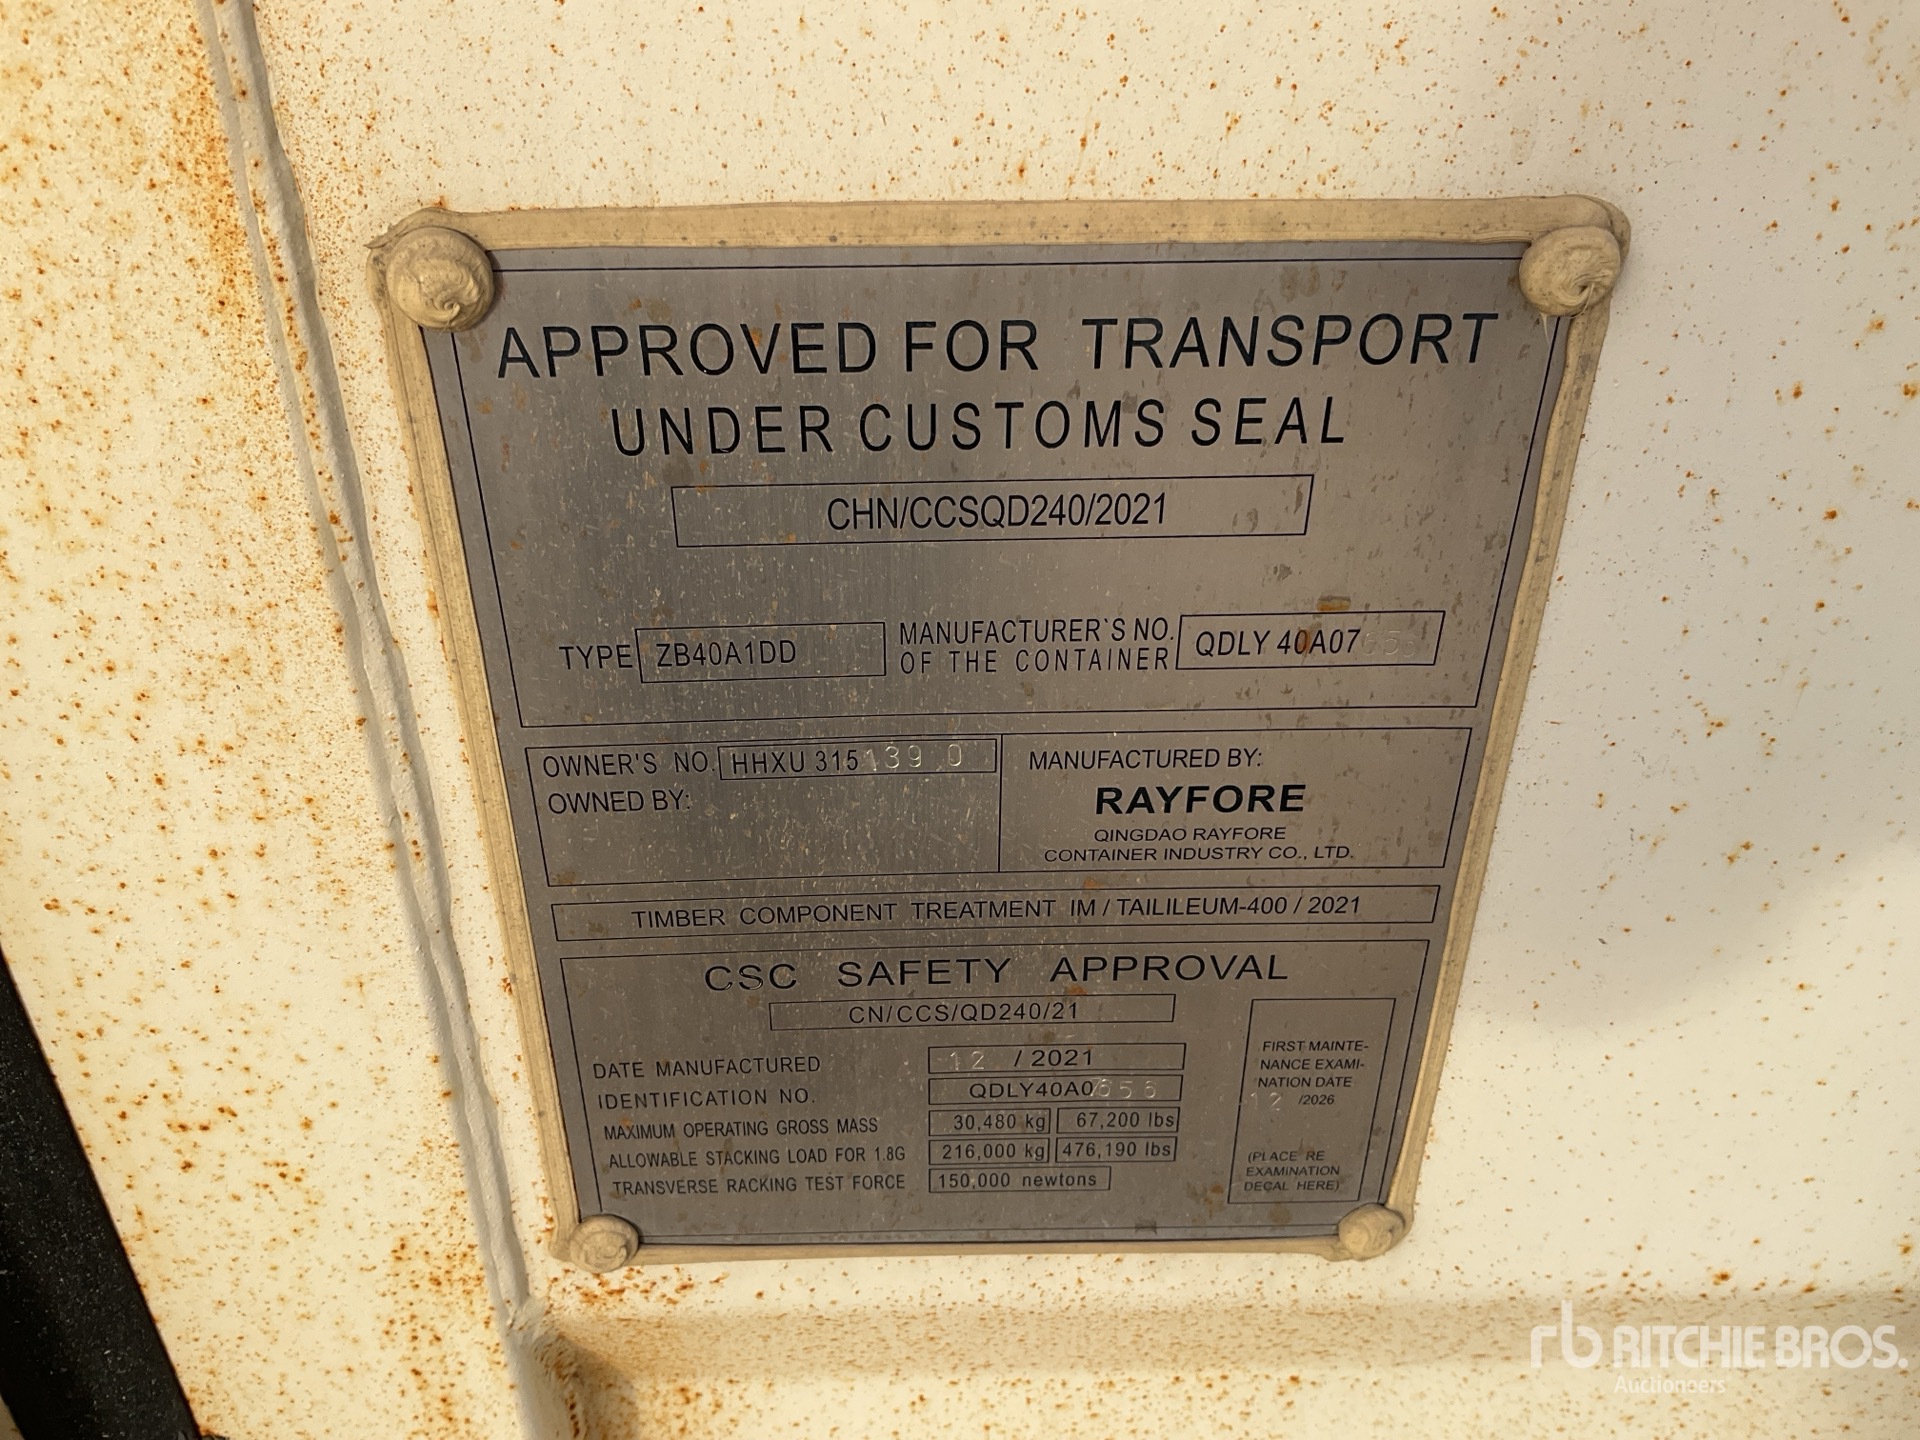 APPROVED FOR TRANSPORT
UNDER CUSTOMS SEAL
CHN/CCSQD240/2021
TYPE ZB40A1DD
MANUFACTURER'S NO. OF THE CONTAINER
QDLY 40A07656
OWNER'S NO. HHXU 315139 0
OWNED BY:
MANUFACTURED BY:
RAYFORE
QINGDAO RAYFORE
CONTAINER INDUSTRY CO., LTD.
TIMBER COMPONENT TREATMENT IM / TAILILEUM-400 / 2021
CSC SAFETY APPROVAL
CN/CCS/QD240/21
DATE MANUFACTURED 12 / 2021
IDENTIFICATION NO. QDLY40A07656
MAXIMUM OPERATING GROSS MASS 30,480 kg 67,200 lbs
ALLOWABLE STACKING LOAD FOR 1.8G 216,000 kg 476,190 lbs
TRANSVERSE RACKING TEST FORCE 150,000 newtons
FIRST MAINTE-
NANCE EXAMI-
NATION DATE
12 /2026
(PLACE RE
EXAMINATION
DECAL HERE)
rb RITCHIE BROS.
Auctioneers